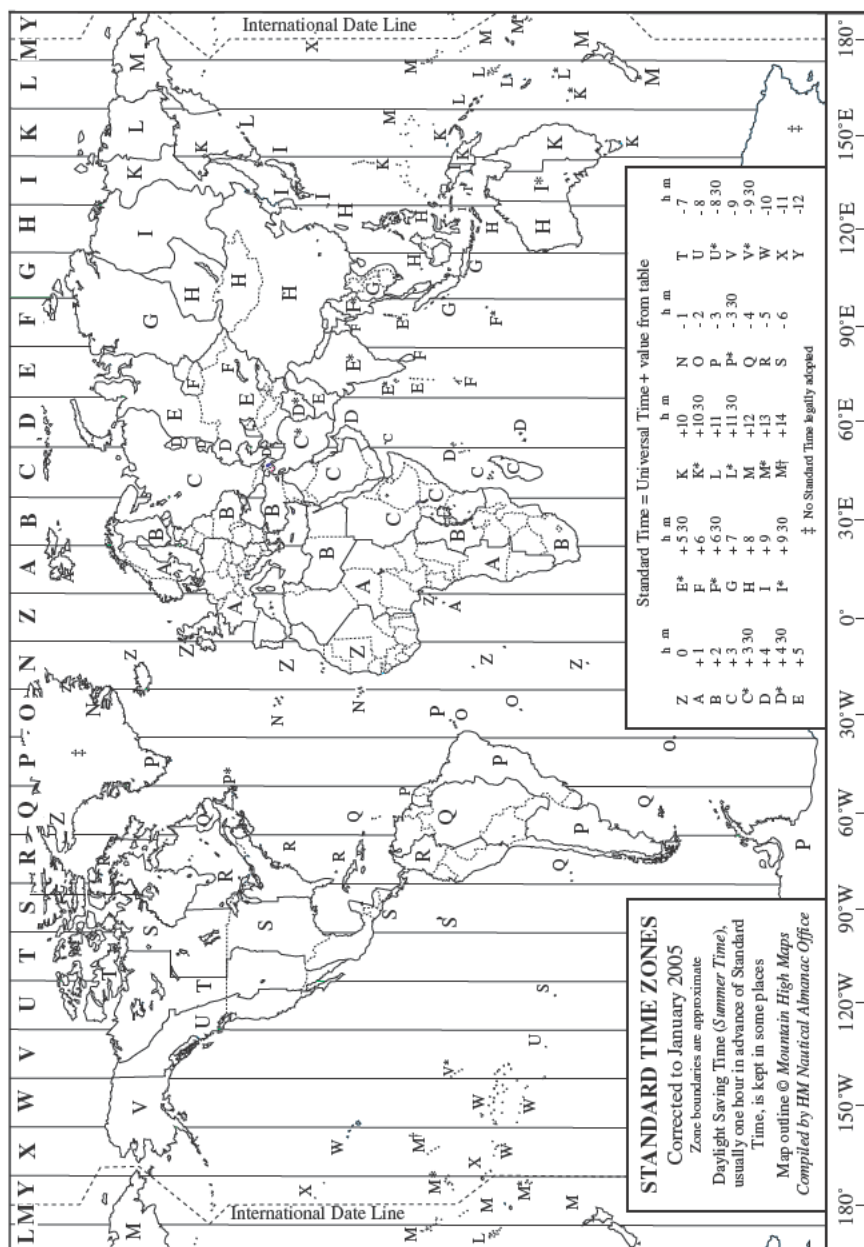 L M Y X W V U T S R Q P O N Z A B C D E F G H I K L M Y
International Date Line
International Date Line
STANDARD TIME ZONES
Corrected to January 2005
Zone boundaries are approximate
Daylight Saving Time (Summer Time),
usually one hour in advance of Standard
Time, is kept in some places
Map outline © Mountain High Maps
Compiled by HM Nautical Almanac Office
Standard Time = Universal Time + value from table
h m h m h m h m h m
Z 0 E* + 5 30 K +10 N - 1 T - 7
A + 1 F + 6 K* +10 30 O - 2 U - 8
B + 2 F* + 6 30 L +11 P - 3 U* - 8 30
C + 3 G + 7 L* +11 30 P* - 3 30 V - 9
C* + 3 30 H + 8 M +12 Q - 4 V* - 9 30
D + 4 I + 9 M* +13 R - 5 W -10
D* + 4 30 I* + 9 30 M† +14 S - 6 X -11
E + 5 Y -12
‡ No Standard Time legally adopted
180° 150°W 120°W 90°W 60°W 30°W 0° 30°E 60°E 90°E 120°E 150°E 180°